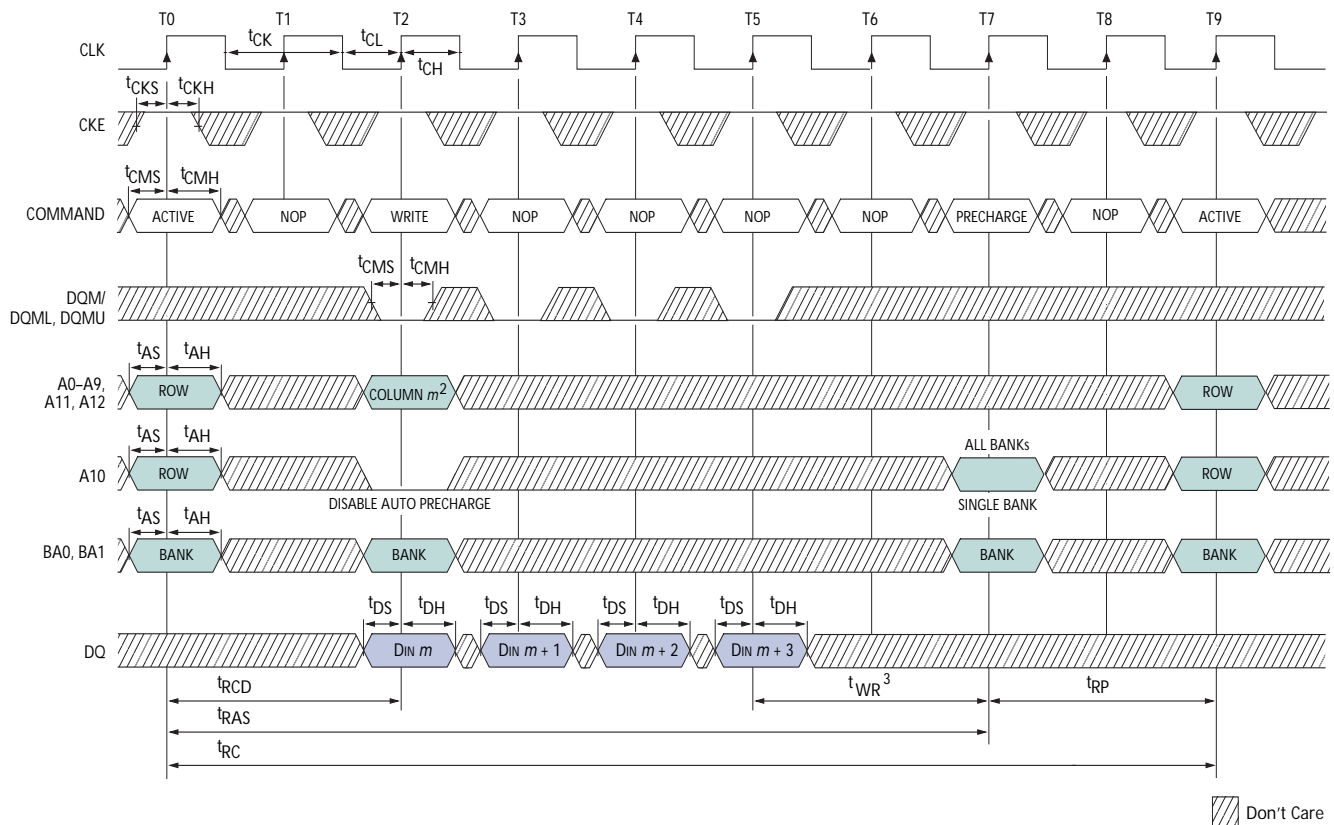 T0 T1 T2 T3 T4 T5 T6 T7 T8 T9
CLK
tCK tCL
tCH
tCKS tCKH
CKE
tCMS tCMH
COMMAND ACTIVE NOP WRITE NOP NOP NOP NOP PRECHARGE NOP ACTIVE
tCMS tCMH
DQM/
DQML, DQMU
tAS tAH
A0–A9,
A11, A12
ROW COLUMN m2 ROW
tAS tAH
ALL BANKs
A10 ROW ROW
DISABLE AUTO PRECHARGE SINGLE BANK
tAS tAH
BA0, BA1 BANK BANK BANK BANK
tDS tDH tDS tDH tDS tDH tDS tDH
DQ DIN m DIN m + 1 DIN m + 2 DIN m + 3
tRCD tWR3 tRP
tRAS
tRC
Don't Care